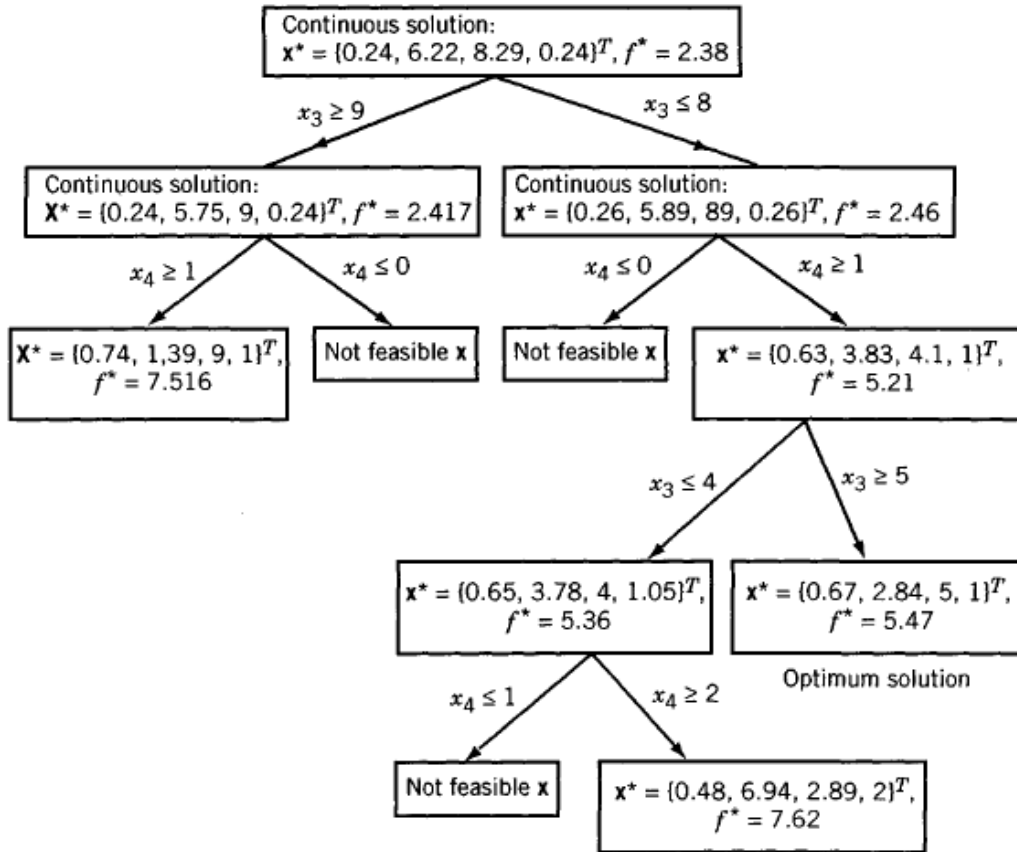 Continuous solution:
x* = {0.24, 6.22, 8.29, 0.24}ᵀ, f* = 2.38
x₃ ≥ 9
x₃ ≤ 8
Continuous solution:
X* = {0.24, 5.75, 9, 0.24}ᵀ, f* = 2.417
Continuous solution:
x* = {0.26, 5.89, 89, 0.26}ᵀ, f* = 2.46
x₄ ≥ 1
x₄ ≤ 0
x₄ ≤ 0
x₄ ≥ 1
X* = {0.74, 1,39, 9, 1}ᵀ,
f* = 7.516
Not feasible x
Not feasible x
x* = {0.63, 3.83, 4.1, 1}ᵀ,
f* = 5.21
x₃ ≤ 4
x₃ ≥ 5
x* = {0.65, 3.78, 4, 1.05}ᵀ,
f* = 5.36
x* = {0.67, 2.84, 5, 1}ᵀ,
f* = 5.47
Optimum solution
x₄ ≤ 1
x₄ ≥ 2
Not feasible x
x* = {0.48, 6.94, 2.89, 2}ᵀ,
f* = 7.62